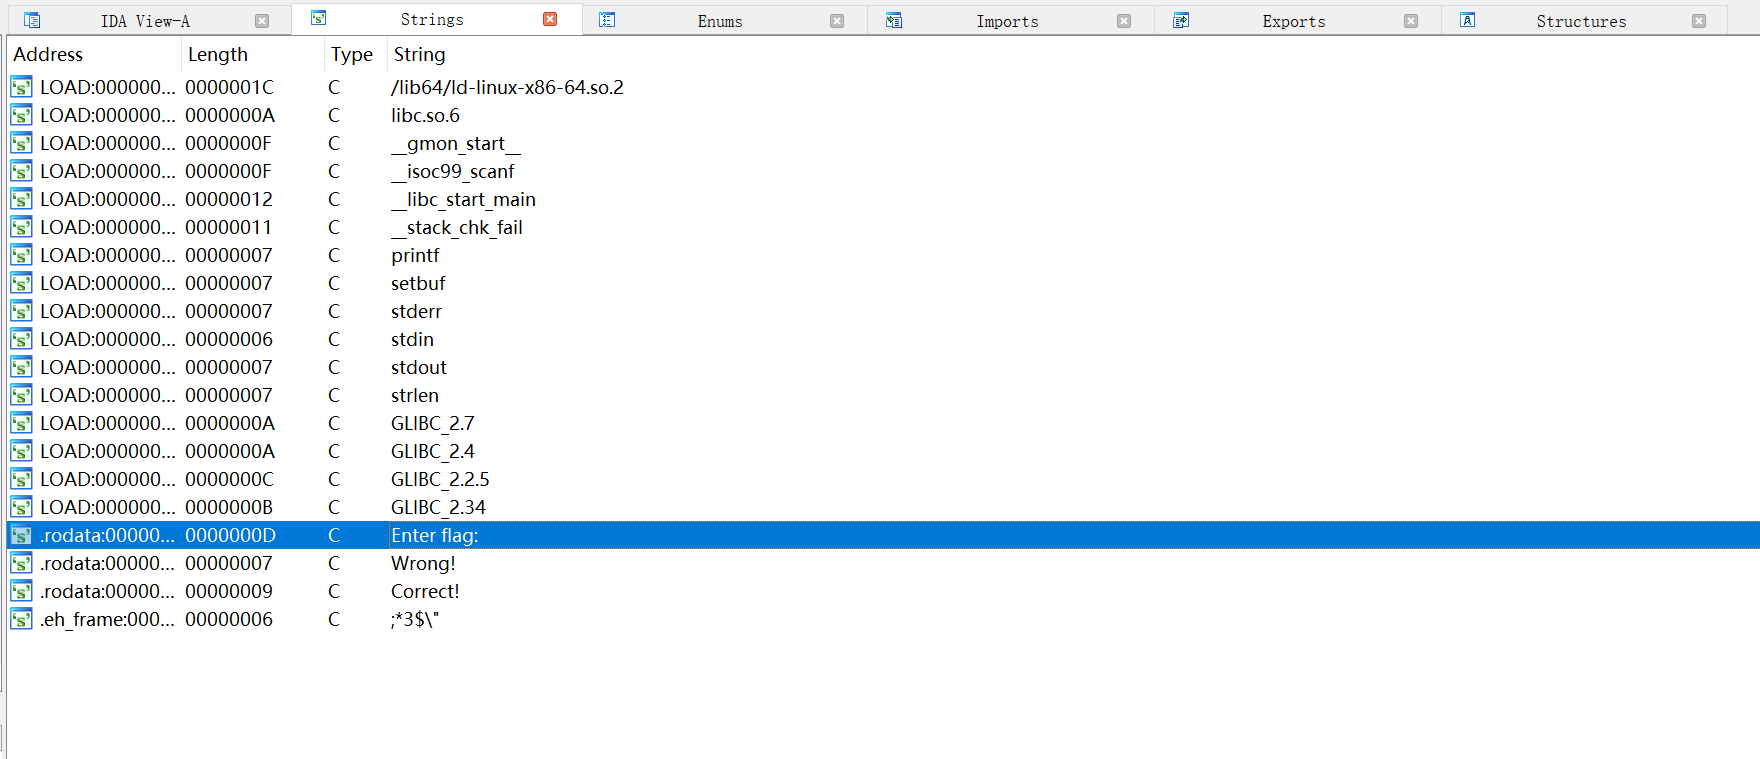 IDA View-A Strings Enums Imports Exports Structures
Address Length Type String
LOAD:000000... 0000001C C /lib64/ld-linux-x86-64.so.2
LOAD:000000... 0000000A C libc.so.6
LOAD:000000... 0000000F C __gmon_start__
LOAD:000000... 0000000F C __isoc99_scanf
LOAD:000000... 00000012 C __libc_start_main
LOAD:000000... 00000011 C __stack_chk_fail
LOAD:000000... 00000007 C printf
LOAD:000000... 00000007 C setbuf
LOAD:000000... 00000007 C stderr
LOAD:000000... 00000006 C stdin
LOAD:000000... 00000007 C stdout
LOAD:000000... 00000007 C strlen
LOAD:000000... 0000000A C GLIBC_2.7
LOAD:000000... 0000000A C GLIBC_2.4
LOAD:000000... 0000000C C GLIBC_2.2.5
LOAD:000000... 0000000B C GLIBC_2.34
.rodata:00000... 0000000D C Enter flag:
.rodata:00000... 00000007 C Wrong!
.rodata:00000... 00000009 C Correct!
.eh_frame:000... 00000006 C ;*3$\"